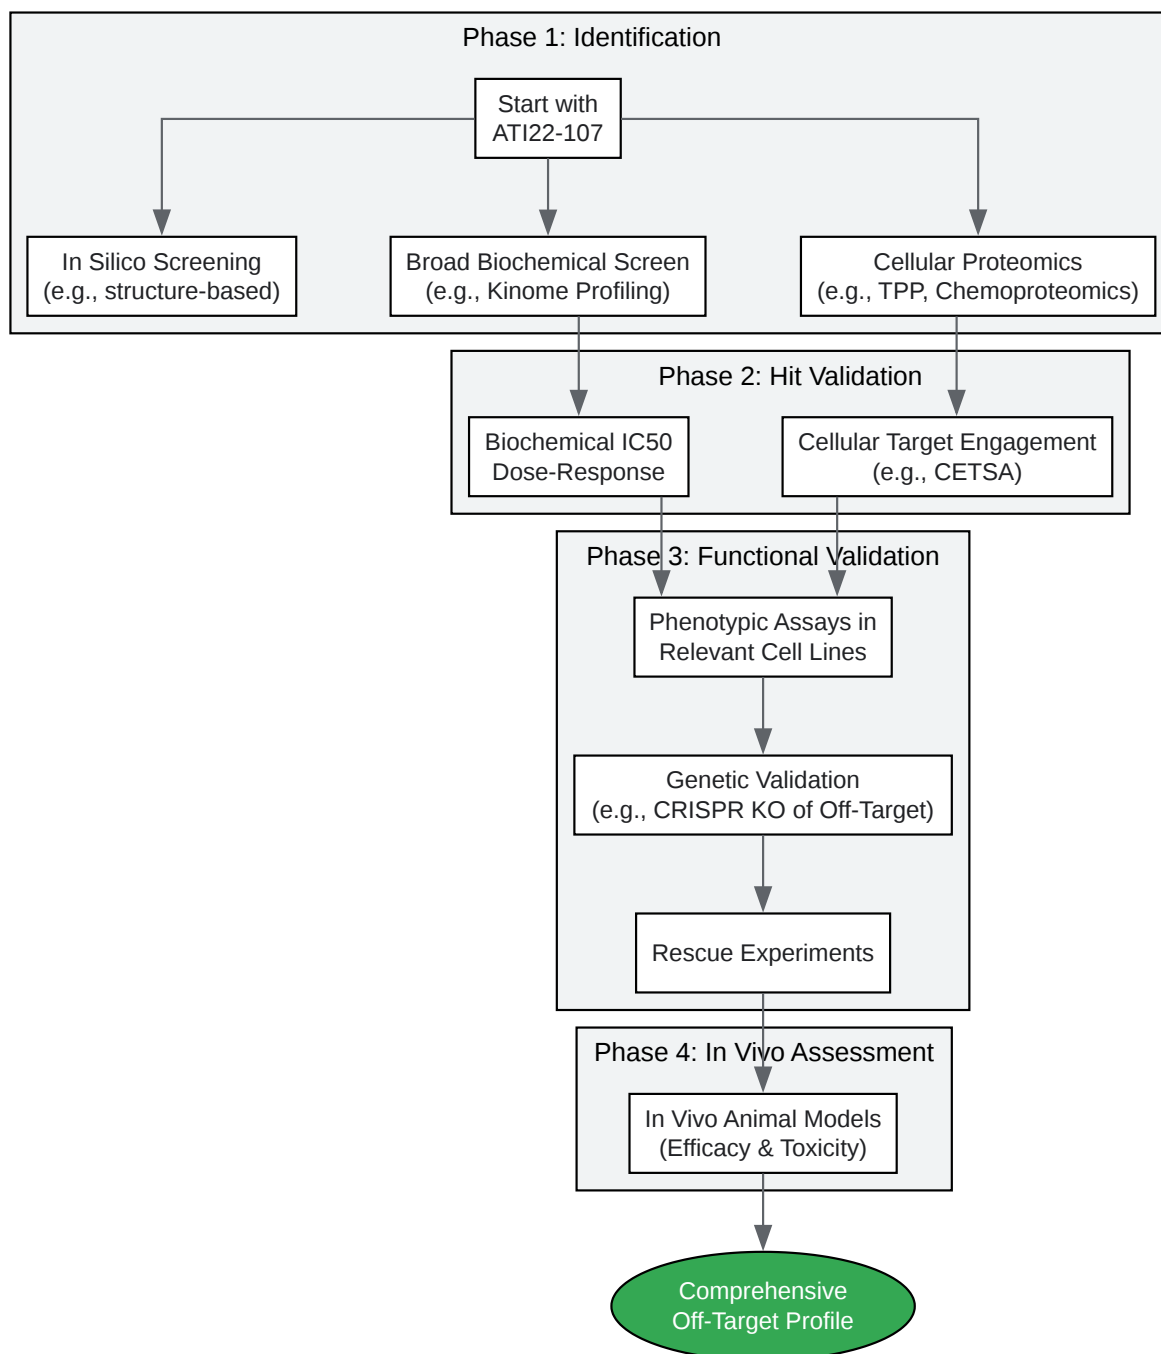 Phase 1: Identification
Start with
ATI22-107
In Silico Screening
(e.g., structure-based)
Broad Biochemical Screen
(e.g., Kinome Profiling)
Cellular Proteomics
(e.g., TPP, Chemoproteomics)
Phase 2: Hit Validation
Biochemical IC50
Dose-Response
Cellular Target Engagement
(e.g., CETSA)
Phase 3: Functional Validation
Phenotypic Assays in
Relevant Cell Lines
Genetic Validation
(e.g., CRISPR KO of Off-Target)
Rescue Experiments
Phase 4: In Vivo Assessment
In Vivo Animal Models
(Efficacy & Toxicity)
Comprehensive
Off-Target Profile